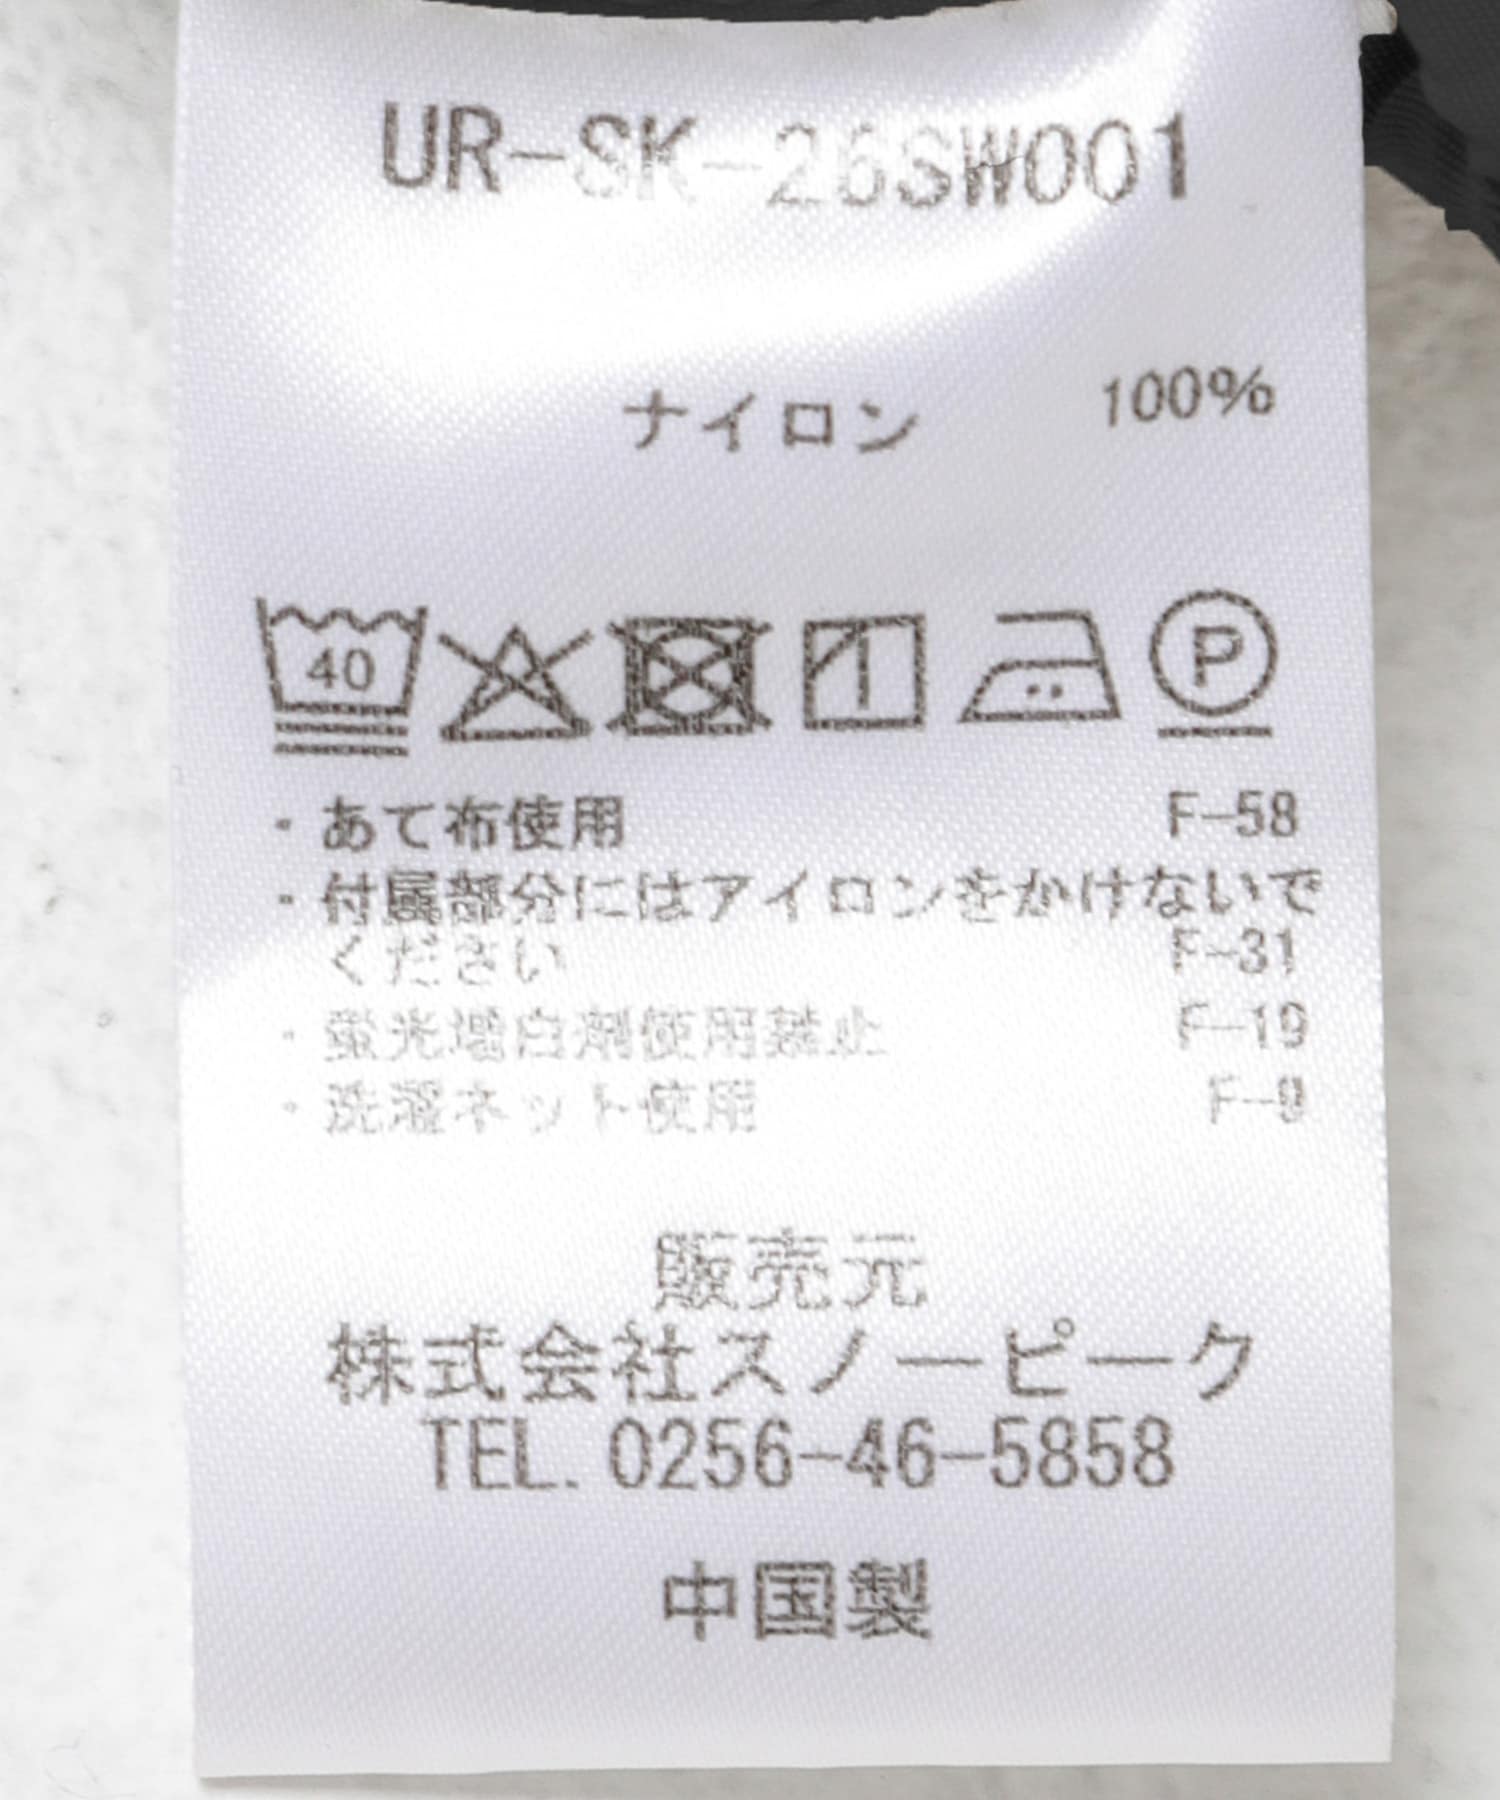 UR-SK-26SW001
ナイロン 100%
40
P
・あて布使用 F-58
・付属部分にはアイロンをかけないで
ください F-31
・蛍光増白剤使用禁止 F-19
・洗濯ネット使用 F-9
販売元
株式会社スノーピーク
TEL. 0256-46-5858
中国製